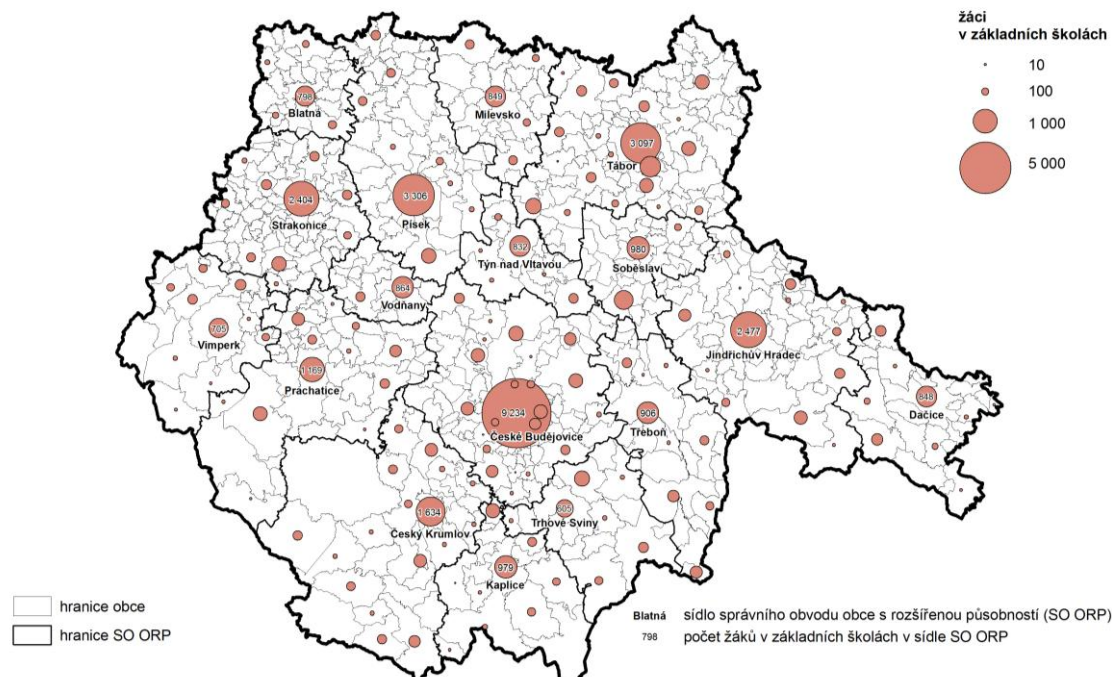 žáci
v základních školách
10
100
1 000
5 000
798
Blatná
849
Milevsko
3 097
Tábor
2 404
Strakonice
3 306
Písek
832
Týn nad Vltavou
980
Soběslav
864
Vodňany
705
Vimperk
1 169
Prachatice
2 477
Jindřichův Hradec
848
Dačice
9 234
České Budějovice
906
Třeboň
1 634
Český Krumlov
605
Trhové Sviny
979
Kaplice
hranice obce
hranice SO ORP
Blatná sídlo správního obvodu obce s rozšířenou působností (SO ORP)
798 počet žáků v základních školách v sídle SO ORP